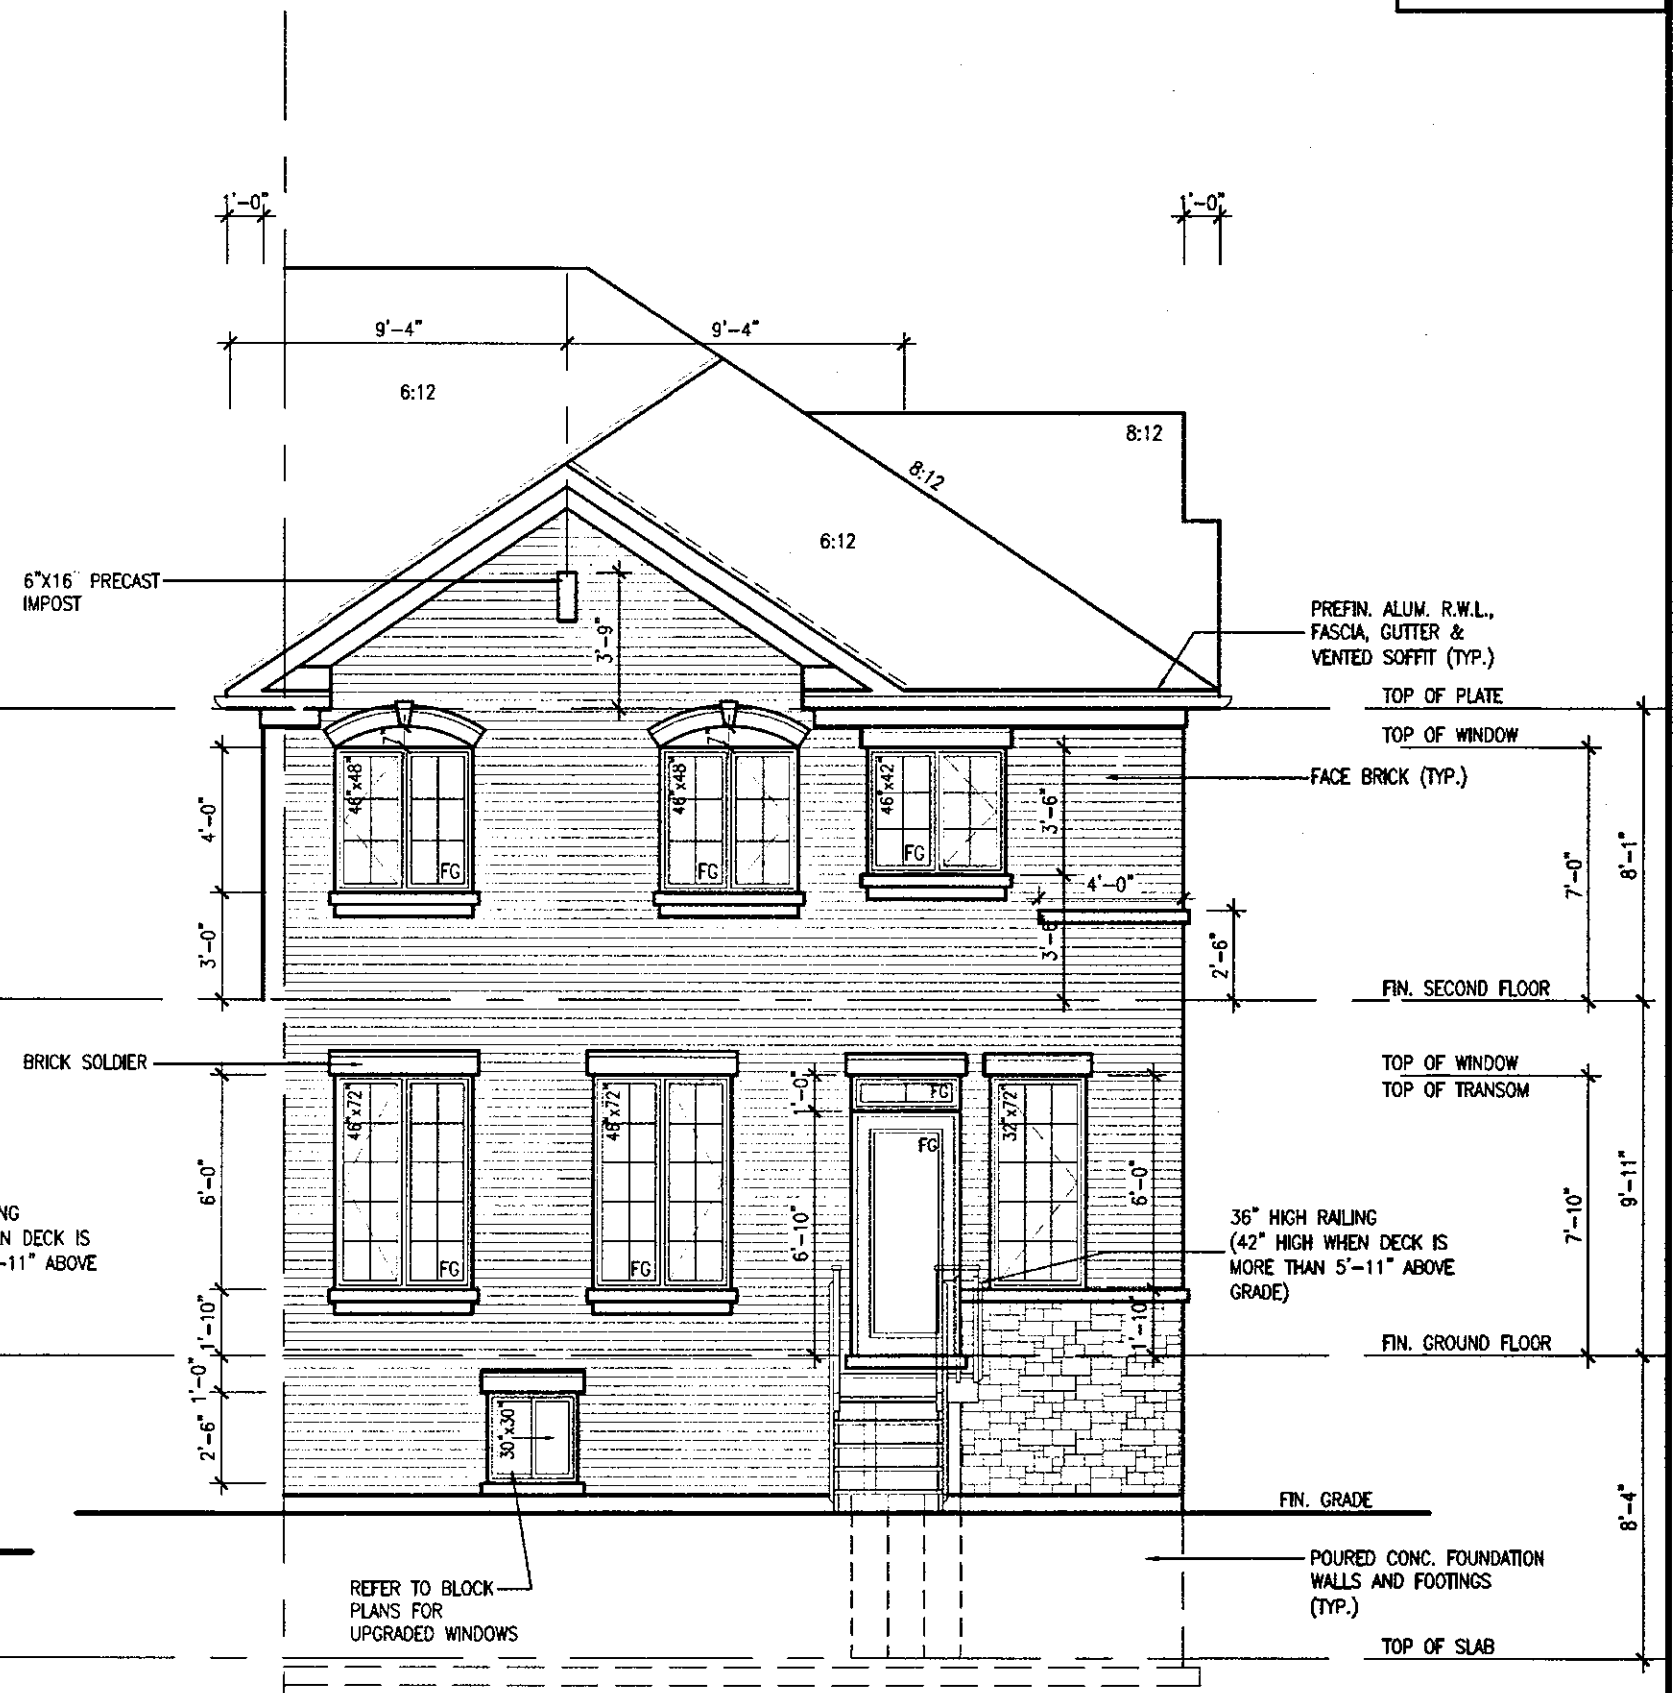 1'-0"
1'-0"
9'-4"
9'-4"
6:12
8:12
8:12
6:12
6"X16" PRECAST
IMPOST
3'-9"
PREFIN. ALUM. R.W.L.,
FASCIA, GUTTER &
VENTED SOFFIT (TYP.)
TOP OF PLATE
TOP OF WINDOW
7"
7"
46"x48"
46"x48"
46"x42"
FACE BRICK (TYP.)
4'-0"
3'-6"
FG
FG
FG
7'-0"
8'-1"
4'-0"
3'-0"
3'-6"
2'-6"
FIN. SECOND FLOOR
BRICK SOLDIER
TOP OF WINDOW
TOP OF TRANSOM
1'-0"
FG
46"x72"
46"x72"
32"x72"
FG
6'-0"
6'-10"
6'-0"
7'-10"
9'-11"
NG
N DECK IS
-11" ABOVE
36" HIGH RAILING
(42" HIGH WHEN DECK IS
MORE THAN 5'-11" ABOVE
GRADE)
FG
FG
1'-10"
1'-10"
FIN. GROUND FLOOR
1'-0"
2'-6"
30"x30"
FIN. GRADE
8'-4"
REFER TO BLOCK
PLANS FOR
UPGRADED WINDOWS
POURED CONC. FOUNDATION
WALLS AND FOOTINGS
(TYP.)
TOP OF SLAB